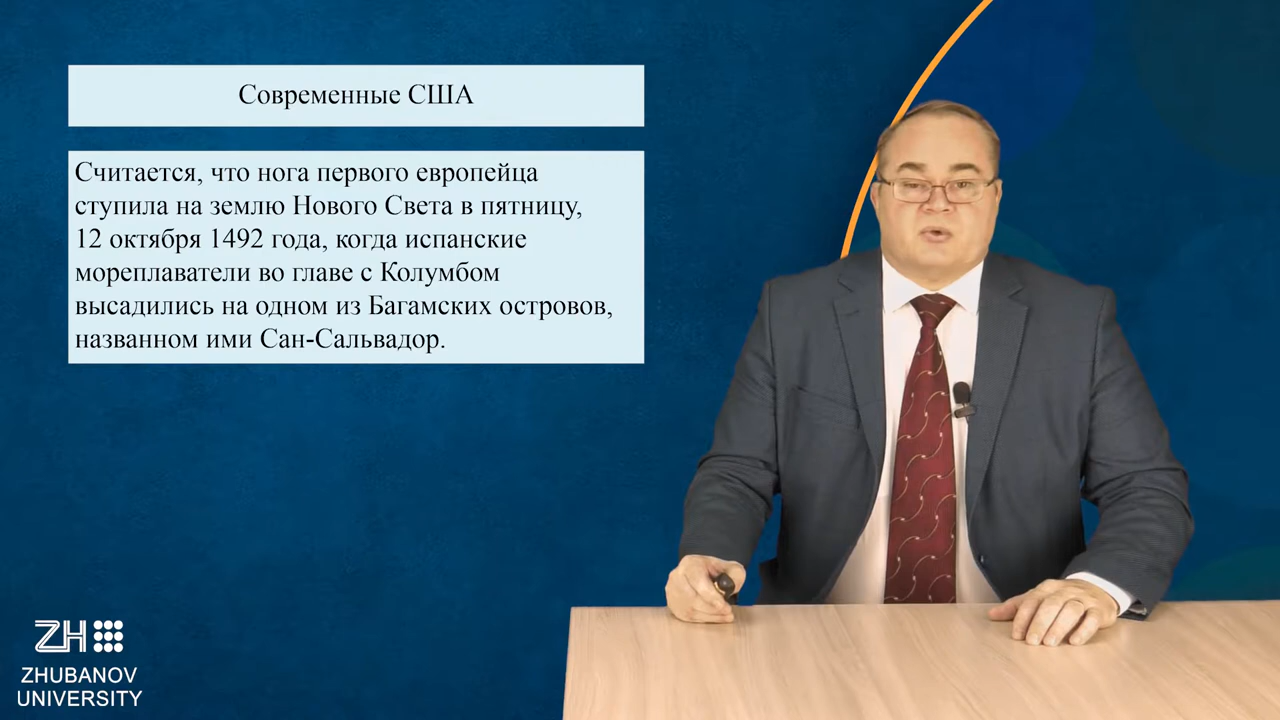 Современные США
Считается, что нога первого европейца
ступила на землю Нового Света в пятницу,
12 октября 1492 года, когда испанские
мореплаватели во главе с Колумбом
высадились на одном из Багамских островов,
названном ими Сан-Сальвадор.
ZH
ZHUBANOV
UNIVERSITY